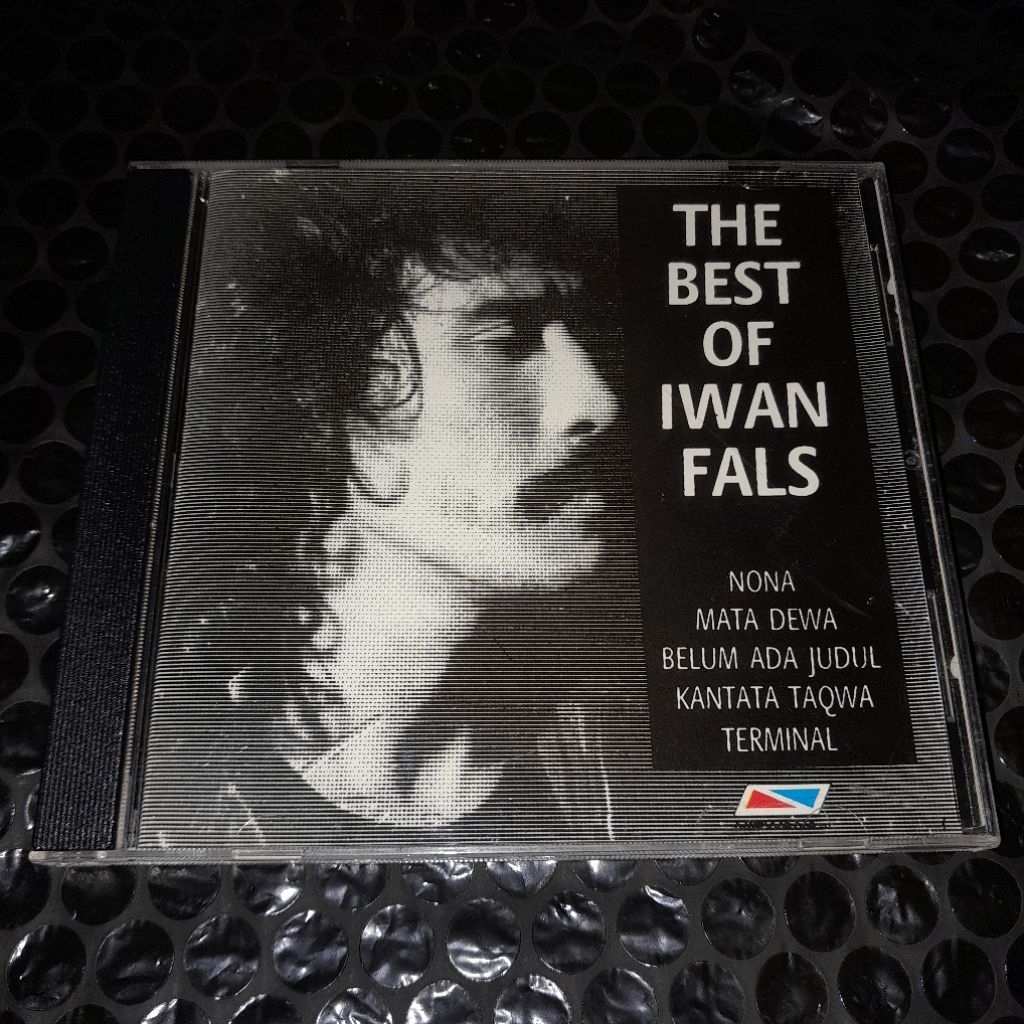 THE
BEST
OF
IWAN
FALS
NONA
MATA DEWA
BELUM ADA JUDUL
KANTATA TAQWA
TERMINAL